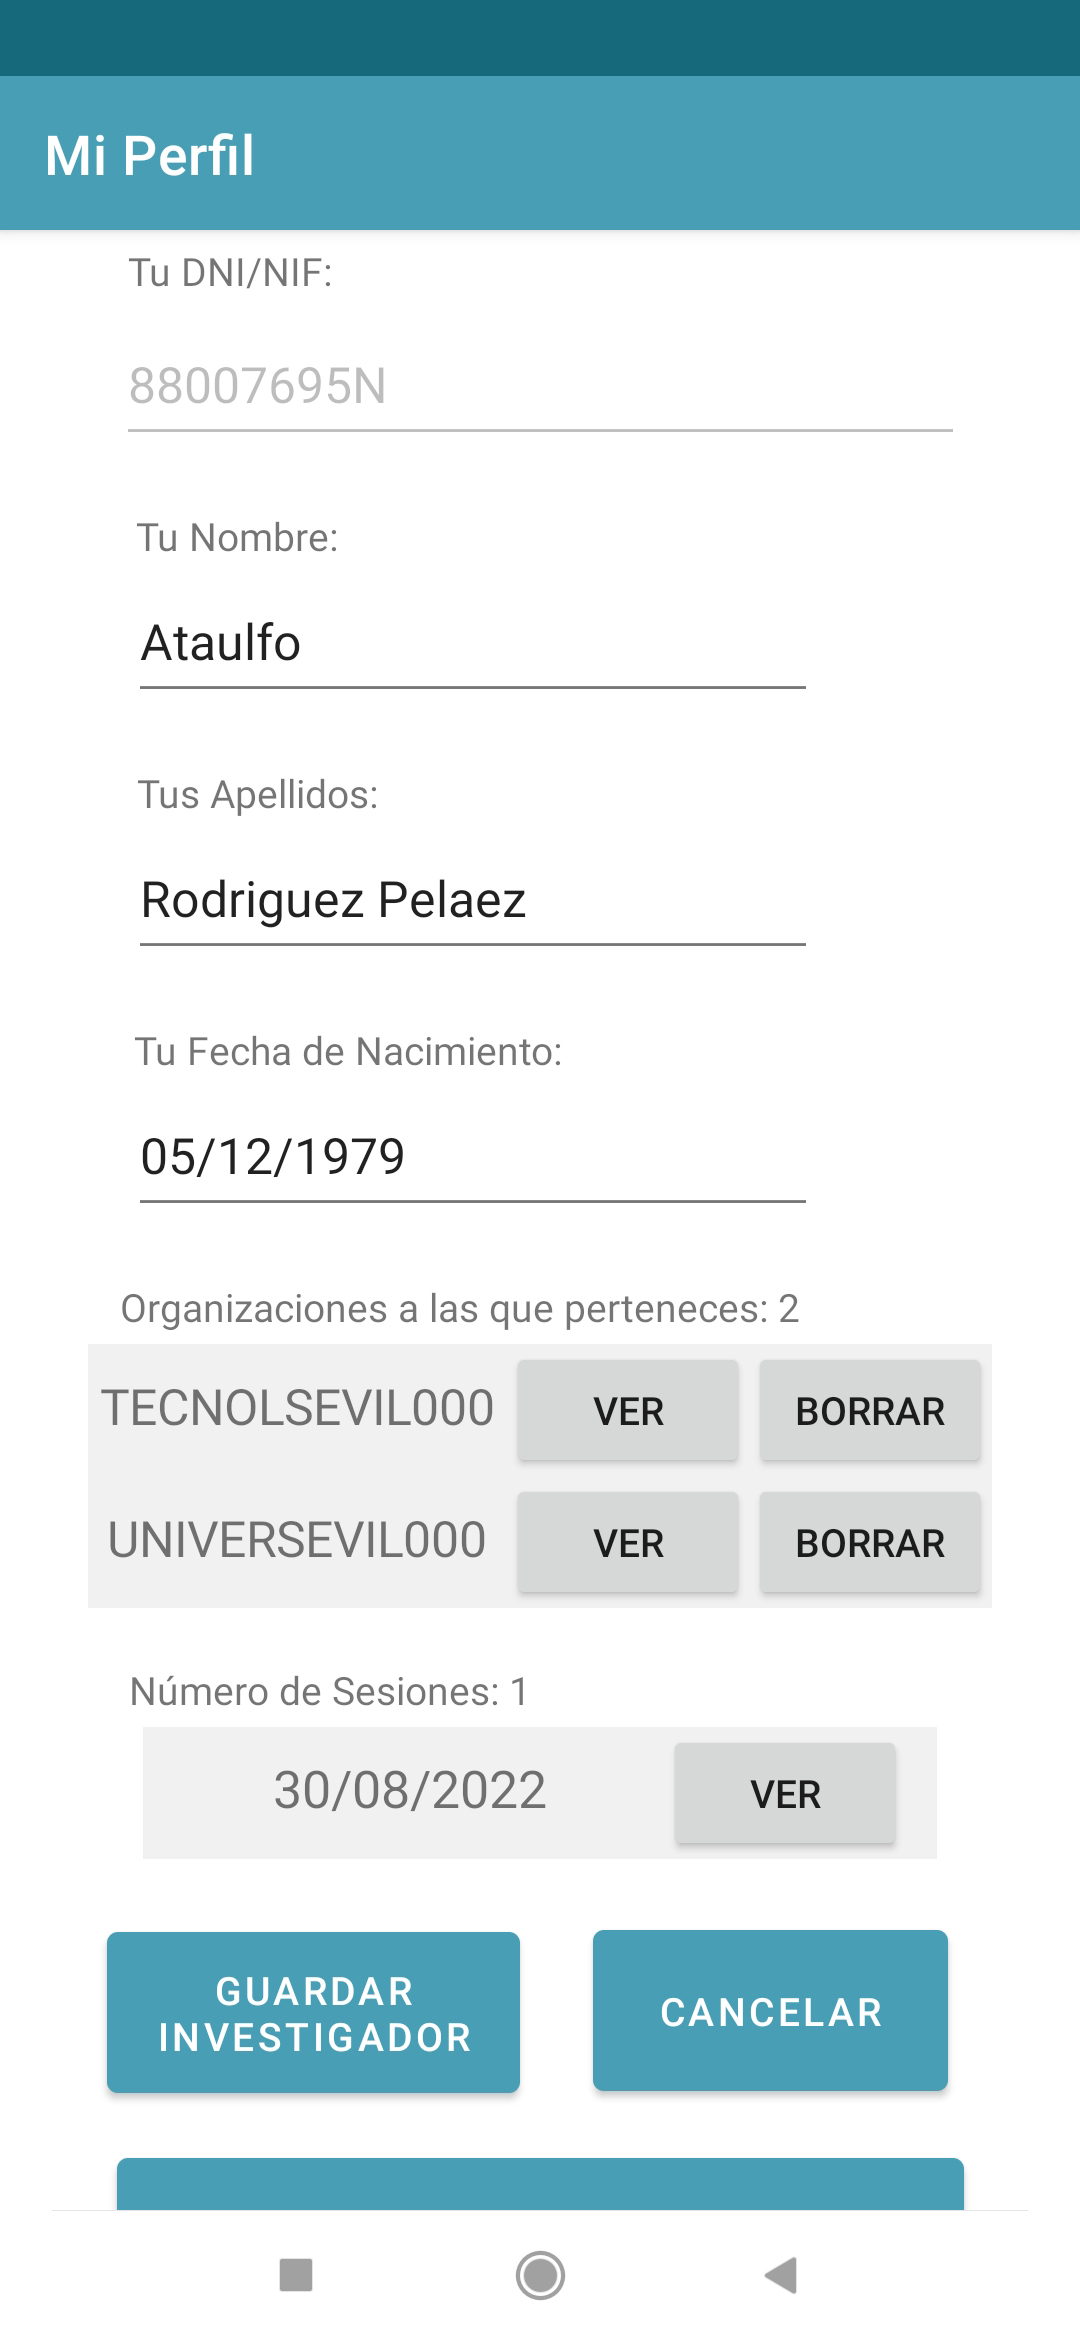 Mi Perfil
Tu DNI/NIF:
88007695N
Tu Nombre:
Ataulfo
Tus Apellidos:
Rodriguez Pelaez
Tu Fecha de Nacimiento:
05/12/1979
Organizaciones a las que perteneces: 2
TECNOLSEVIL000 VER BORRAR
UNIVERSEVIL000 VER BORRAR
Número de Sesiones: 1
30/08/2022 VER
GUARDAR
INVESTIGADOR
CANCELAR